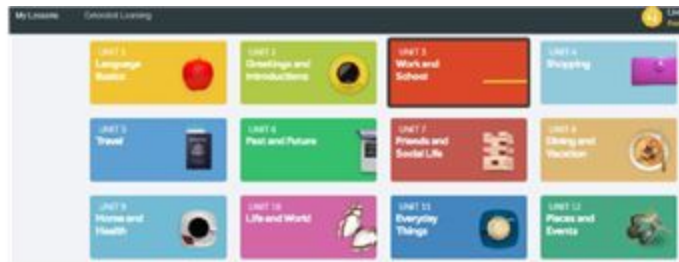 My Lessons Extended Learning
UNIT 1
Language
Basics
UNIT 2
Greetings and
Introductions
UNIT 3
Work and
School
UNIT 4
Shopping
UNIT 5
Travel
UNIT 6
Past and Future
UNIT 7
Friends and
Social Life
UNIT 8
Dining and
Vacation
UNIT 9
Home and
Health
UNIT 10
Life and World
UNIT 11
Everyday
Things
UNIT 12
Places and
Events